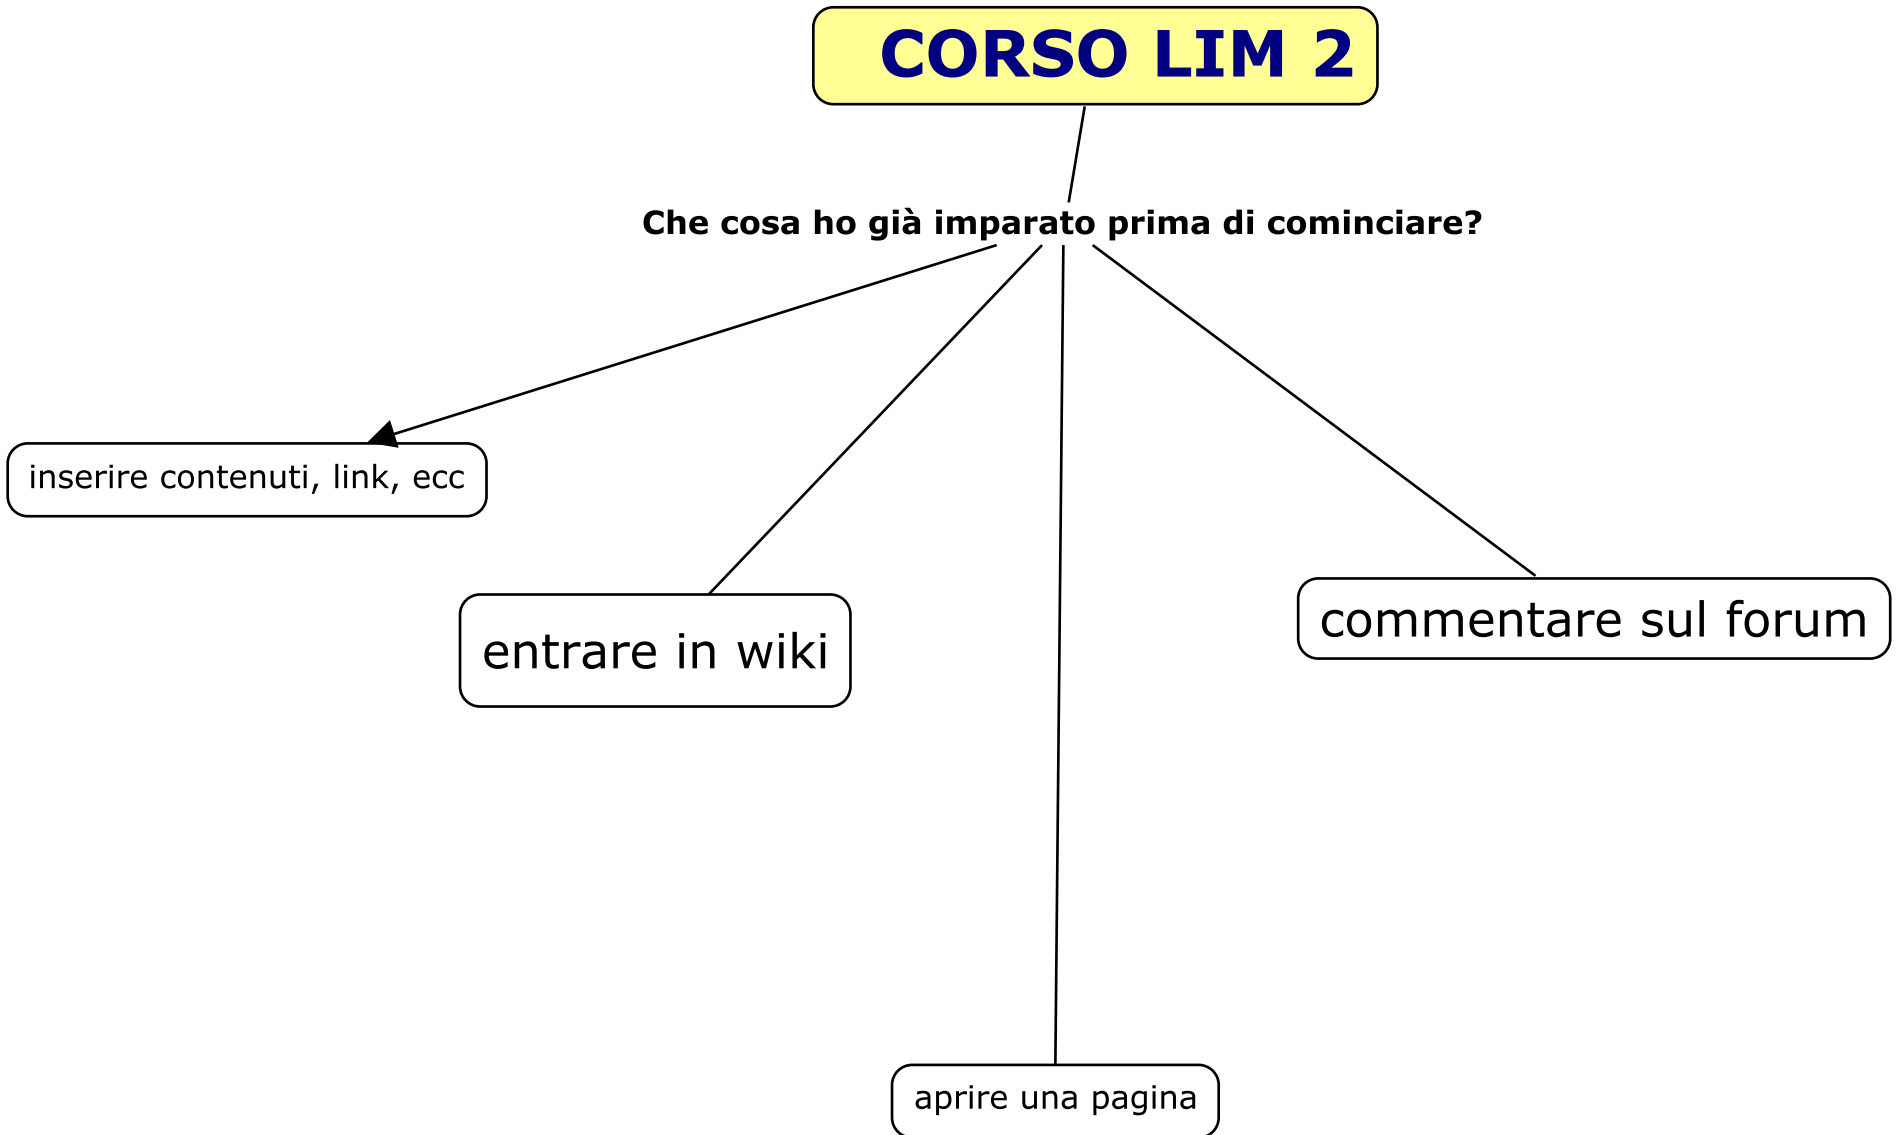 CORSO LIM 2
Che cosa ho già imparato prima di cominciare?
inserire contenuti, link, ecc
entrare in wiki
commentare sul forum
aprire una pagina